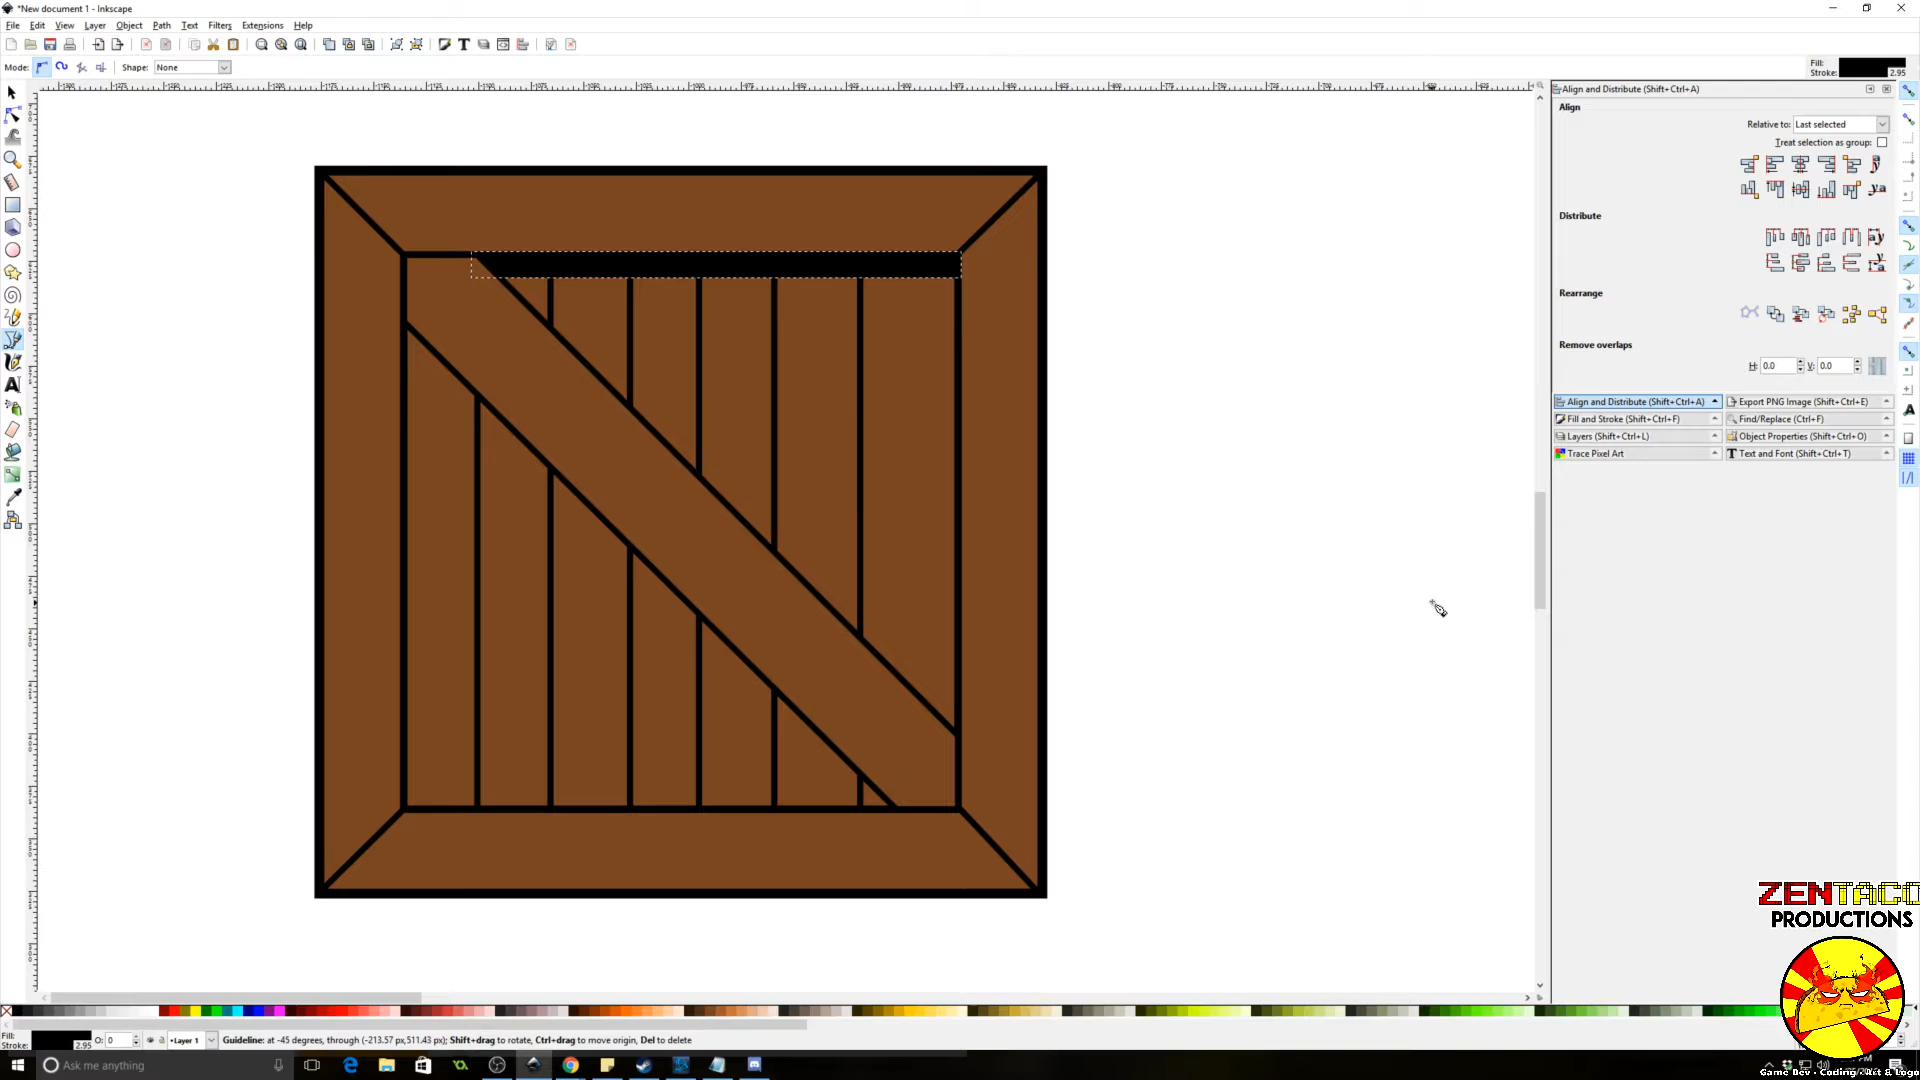 *New document 1 - Inkscape
File Edit View Layer Object Path Text Filters Extensions Help
Mode: Shape: None
Fill:
Stroke: 2.95
Align and Distribute (Shift+Ctrl+A)
Align
Relative to: Last selected
Treat selection as group:
Distribute
Rearrange
Remove overlaps
H: 0.0 V: 0.0
Align and Distribute (Shift+Ctrl+A) Export PNG Image (Shift+Ctrl+E)
Fill and Stroke (Shift+Ctrl+F) Find/Replace (Ctrl+F)
Layers (Shift+Ctrl+L) Object Properties (Shift+Ctrl+O)
Trace Pixel Art Text and Font (Shift+Ctrl+T)
ZENTACO
PRODUCTIONS
Fill:
Stroke: 2.95 O: 0 •Layer 1 Guideline: at -45 degrees, through (-213.57 px,511.43 px); Shift+drag to rotate, Ctrl+drag to move origin, Del to delete
Ask me anything
Game Dev - Coding - Art & Logo